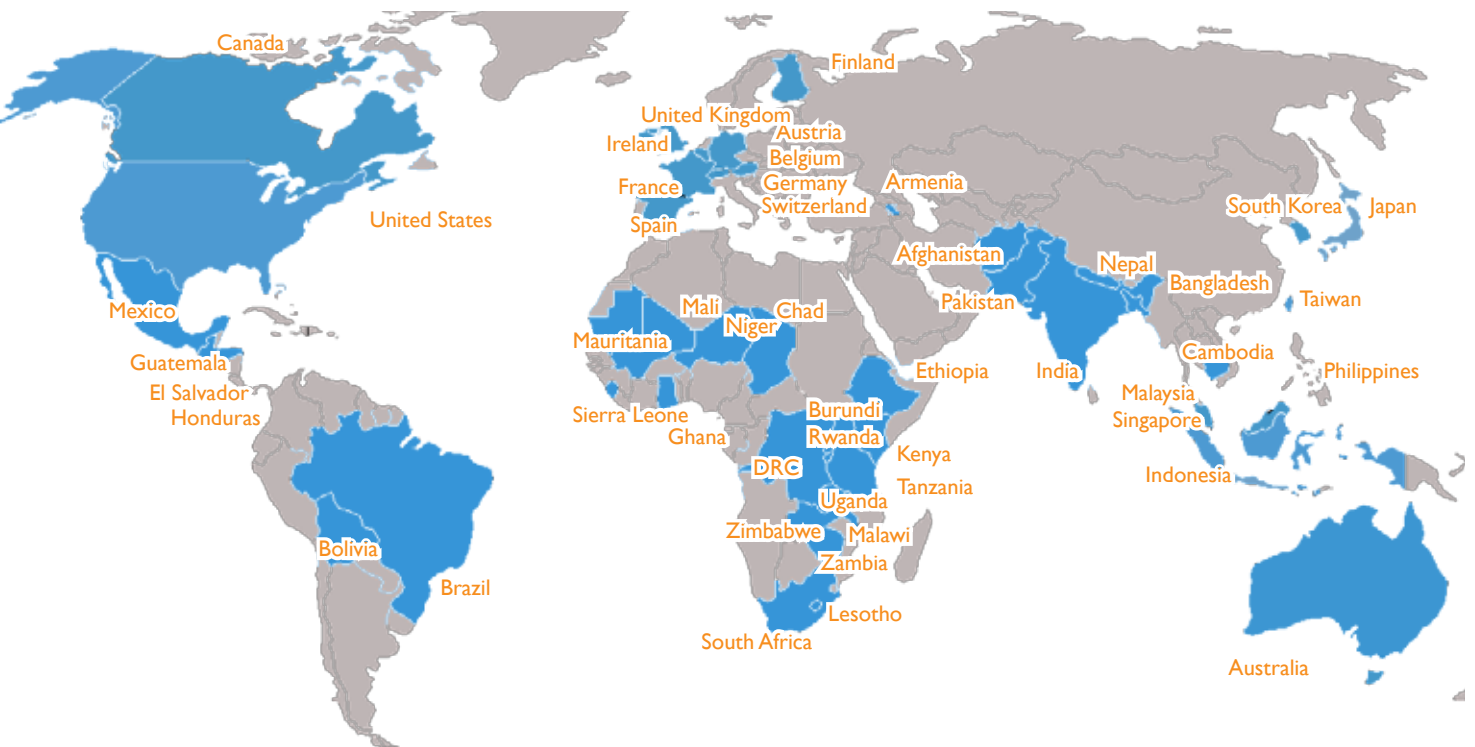 Canada
Finland
United Kingdom
Austria
Ireland
Belgium
France
Germany
Switzerland
Spain
Armenia
United States
South Korea
Japan
Afghanistan
Nepal
Bangladesh
Pakistan
Taiwan
Mexico
Mali
Chad
Niger
Mauritania
Guatemala
El Salvador
Honduras
Ethiopia
India
Cambodia
Philippines
Malaysia
Singapore
Sierra Leone
Ghana
Burundi
Rwanda
Kenya
DRC
Tanzania
Indonesia
Uganda
Zimbabwe
Malawi
Zambia
Bolivia
Brazil
Lesotho
South Africa
Australia